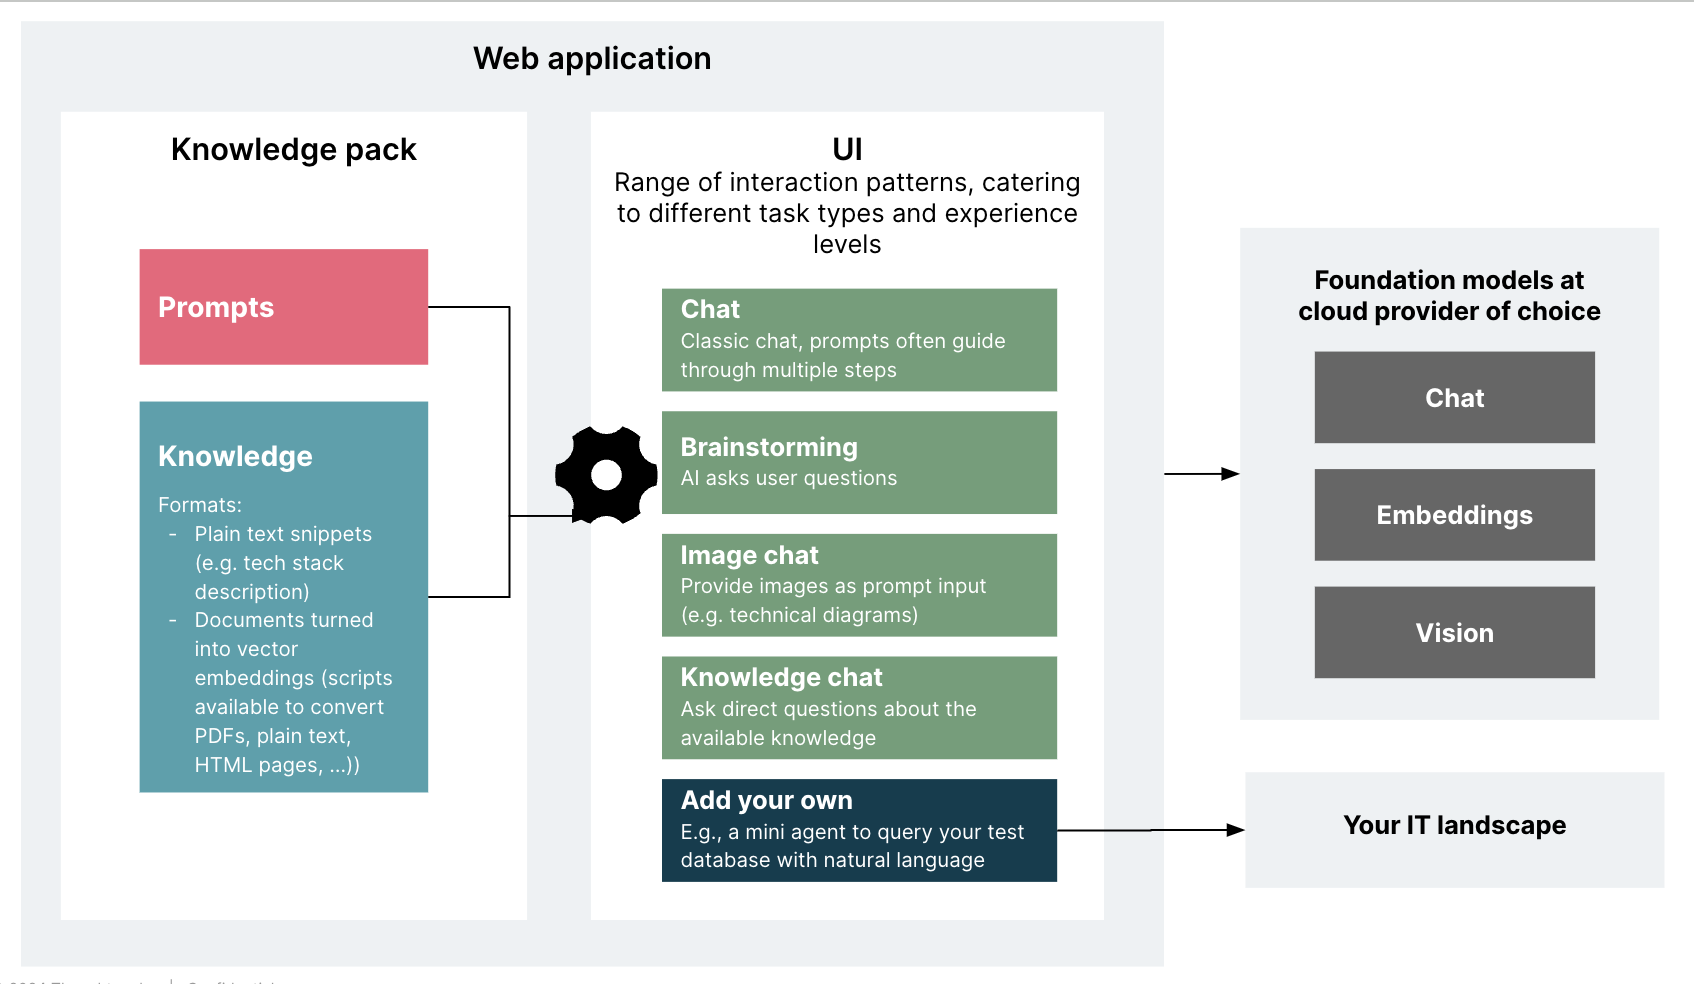 Web application
Knowledge pack
Prompts
Knowledge
Formats:
- Plain text snippets
(e.g. tech stack
description)
- Documents turned
into vector
embeddings (scripts
available to convert
PDFs, plain text,
HTML pages, ...))
UI
Range of interaction patterns, catering
to different task types and experience
levels
Chat
Classic chat, prompts often guide
through multiple steps
Brainstorming
AI asks user questions
Image chat
Provide images as prompt input
(e.g. technical diagrams)
Knowledge chat
Ask direct questions about the
available knowledge
Add your own
E.g., a mini agent to query your test
database with natural language
Foundation models at
cloud provider of choice
Chat
Embeddings
Vision
Your IT landscape